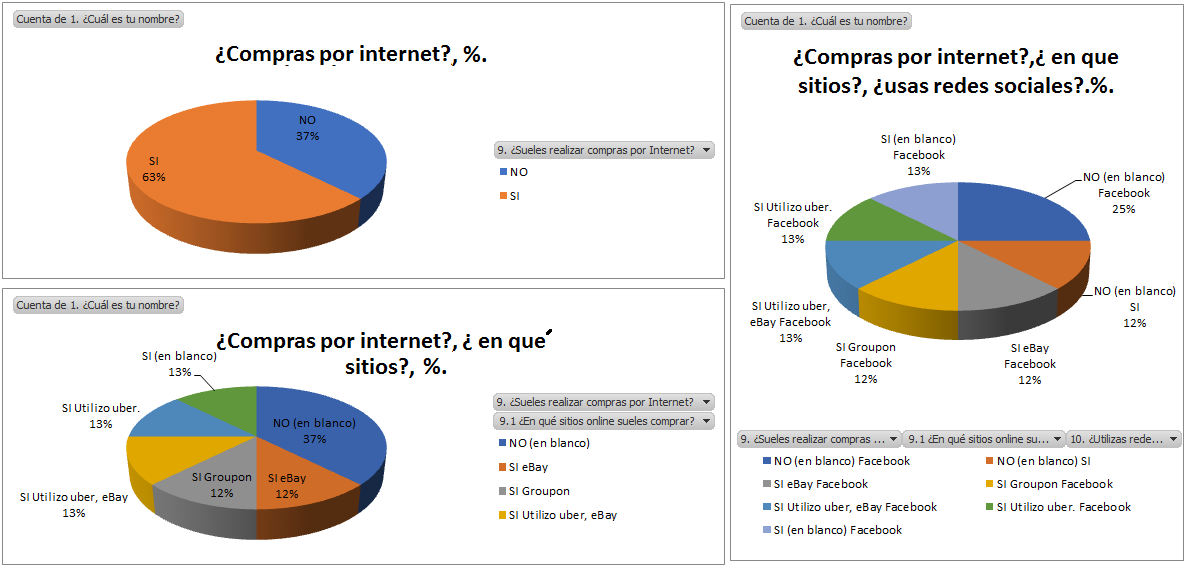 Cuenta de 1. ¿Cuál es tu nombre?
¿Compras por internet?, %.
NO
37%
SI
63%
9. ¿Sueles realizar compras por Internet?
NO
SI
Cuenta de 1. ¿Cuál es tu nombre?
¿Compras por internet?, ¿ en que
sitios?, %.
SI (en blanco)
13%
SI Utilizo uber.
13%
NO (en blanco)
37%
SI Groupon
12%
SI eBay
12%
SI Utilizo uber, eBay
13%
9. ¿Sueles realizar compras por Internet?
9.1 ¿En qué sitios online sueles comprar?
NO (en blanco)
SI eBay
SI Groupon
SI Utilizo uber, eBay
Cuenta de 1. ¿Cuál es tu nombre?
¿Compras por internet?,¿ en que
sitios?, ¿usas redes sociales?.%.
SI (en blanco)
Facebook
13%
NO (en blanco)
Facebook
25%
SI Utilizo uber.
Facebook
13%
NO (en blanco)
SI
12%
SI Utilizo uber,
eBay Facebook
13%
SI Groupon
Facebook
12%
SI eBay
Facebook
12%
9. ¿Sueles realizar compras ...
9.1 ¿En qué sitios online su...
10. ¿Utilizas rede...
NO (en blanco) Facebook
NO (en blanco) SI
SI eBay Facebook
SI Groupon Facebook
SI Utilizo uber, eBay Facebook
SI Utilizo uber. Facebook
SI (en blanco) Facebook